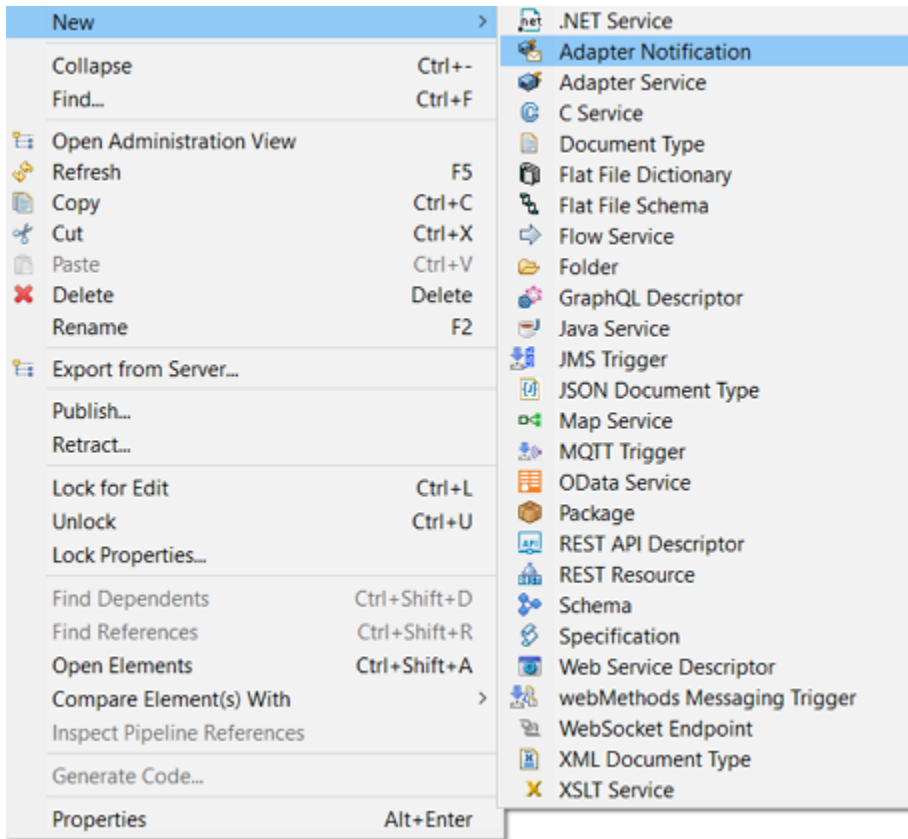 New
Collapse Ctrl+-
Find... Ctrl+F
Open Administration View
Refresh F5
Copy Ctrl+C
Cut Ctrl+X
Paste Ctrl+V
Delete Delete
Rename F2
Export from Server...
Publish...
Retract...
Lock for Edit Ctrl+L
Unlock Ctrl+U
Lock Properties...
Find Dependents Ctrl+Shift+D
Find References Ctrl+Shift+R
Open Elements Ctrl+Shift+A
Compare Element(s) With
Inspect Pipeline References
Generate Code...
Properties Alt+Enter
.NET Service
Adapter Notification
Adapter Service
C Service
Document Type
Flat File Dictionary
Flat File Schema
Flow Service
Folder
GraphQL Descriptor
Java Service
JMS Trigger
JSON Document Type
Map Service
MQTT Trigger
OData Service
Package
REST API Descriptor
REST Resource
Schema
Specification
Web Service Descriptor
webMethods Messaging Trigger
WebSocket Endpoint
XML Document Type
XSLT Service